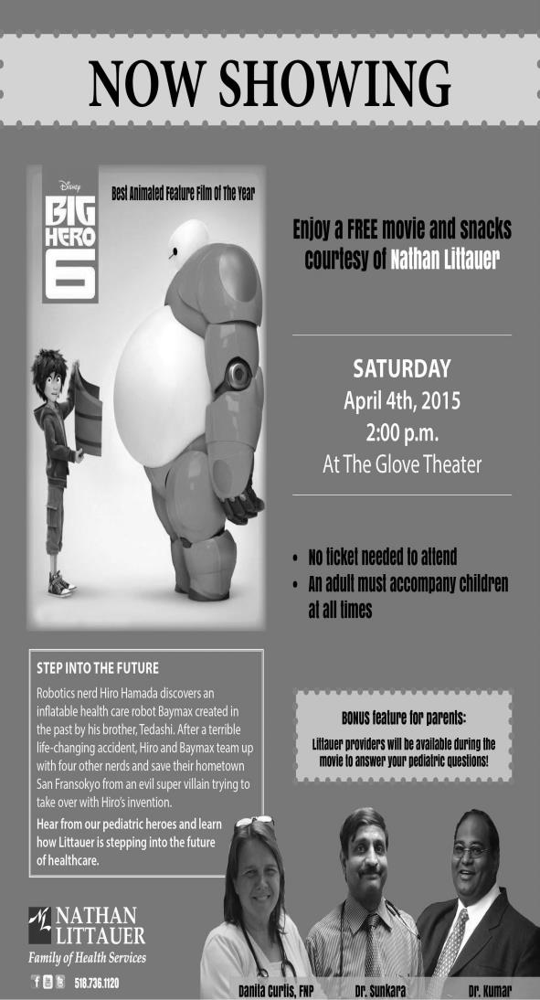 NOW SHOWING
Disney
BIG
HERO
6
Best Animated Feature Film Of The Year
Enjoy a FREE movie and snacks
courtesy of Nathan Littauer
SATURDAY
April 4th, 2015
2:00 p.m.
At The Glove Theater
• No ticket needed to attend
• An adult must accompany children
at all times
STEP INTO THE FUTURE
Robotics nerd Hiro Hamada discovers an
inflatable health care robot Baymax created in
the past by his brother, Tedashi. After a terrible
life-changing accident, Hiro and Baymax team up
with four other nerds and save their hometown
San Fransokyo from an evil super villain trying to
take over with Hiro's invention.
Hear from our pediatric heroes and learn
how Littauer is stepping into the future
of healthcare.
BONUS feature for parents:
Littauer providers will be available during the
movie to answer your pediatric questions!
NATHAN
LITTAUER
Family of Health Services
518.736.1120
Danita Curtis, FNP
Dr. Sunkara
Dr. Kumar